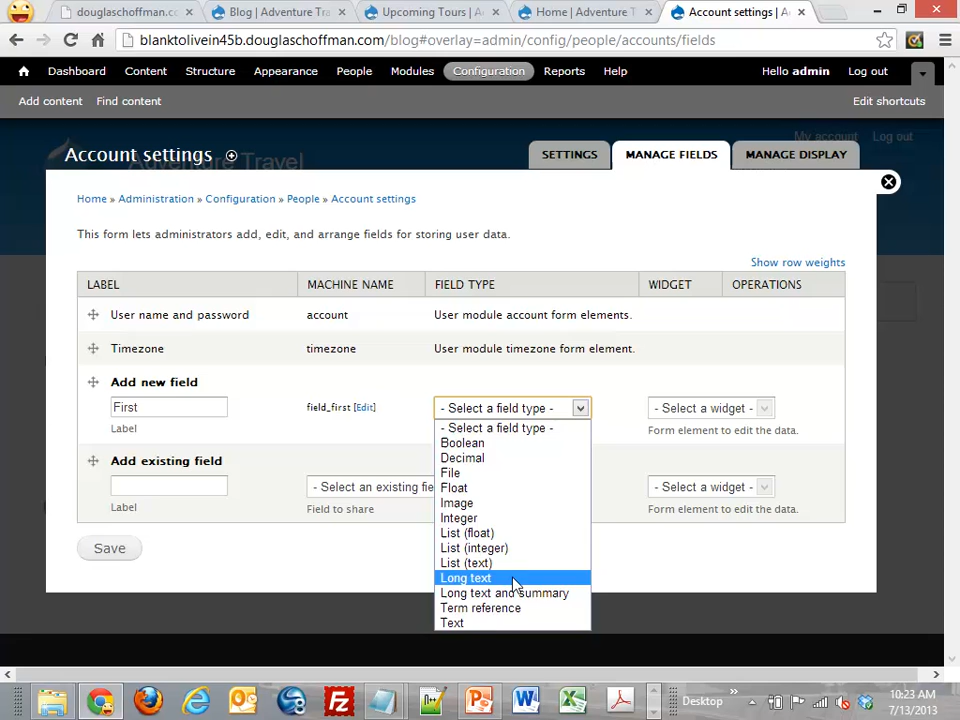 douglaschoffman.cc
Blog | Adventure Tra
Upcoming Tours | A
Home | Adventure T
Account settings | A
blanktolivein45b.douglaschoffman.com/blog#overlay=admin/config/people/accounts/fields
Dashboard Content Structure Appearance People Modules Configuration Reports Help Hello admin Log out
Add content Find content Edit shortcuts
My account Log out
Adventure Travel
Account settings SETTINGS MANAGE FIELDS MANAGE DISPLAY
Home » Administration » Configuration » People » Account settings
This form lets administrators add, edit, and arrange fields for storing user data.
Show row weights
LABEL MACHINE NAME FIELD TYPE WIDGET OPERATIONS
User name and password account User module account form elements.
Timezone timezone User module timezone form element.
Add new field
First field_first [Edit] - Select a field type - - Select a widget -
Label Form element to edit the data.
- Select a field type -
Boolean
Decimal
File
Float
Image
Integer
List (float)
List (integer)
List (text)
Long text
Long text and summary
Term reference
Text
Add existing field
- Select an existing fie - Select a widget -
Label Field to share Form element to edit the data.
Save
Desktop
10:23 AM
7/13/2013